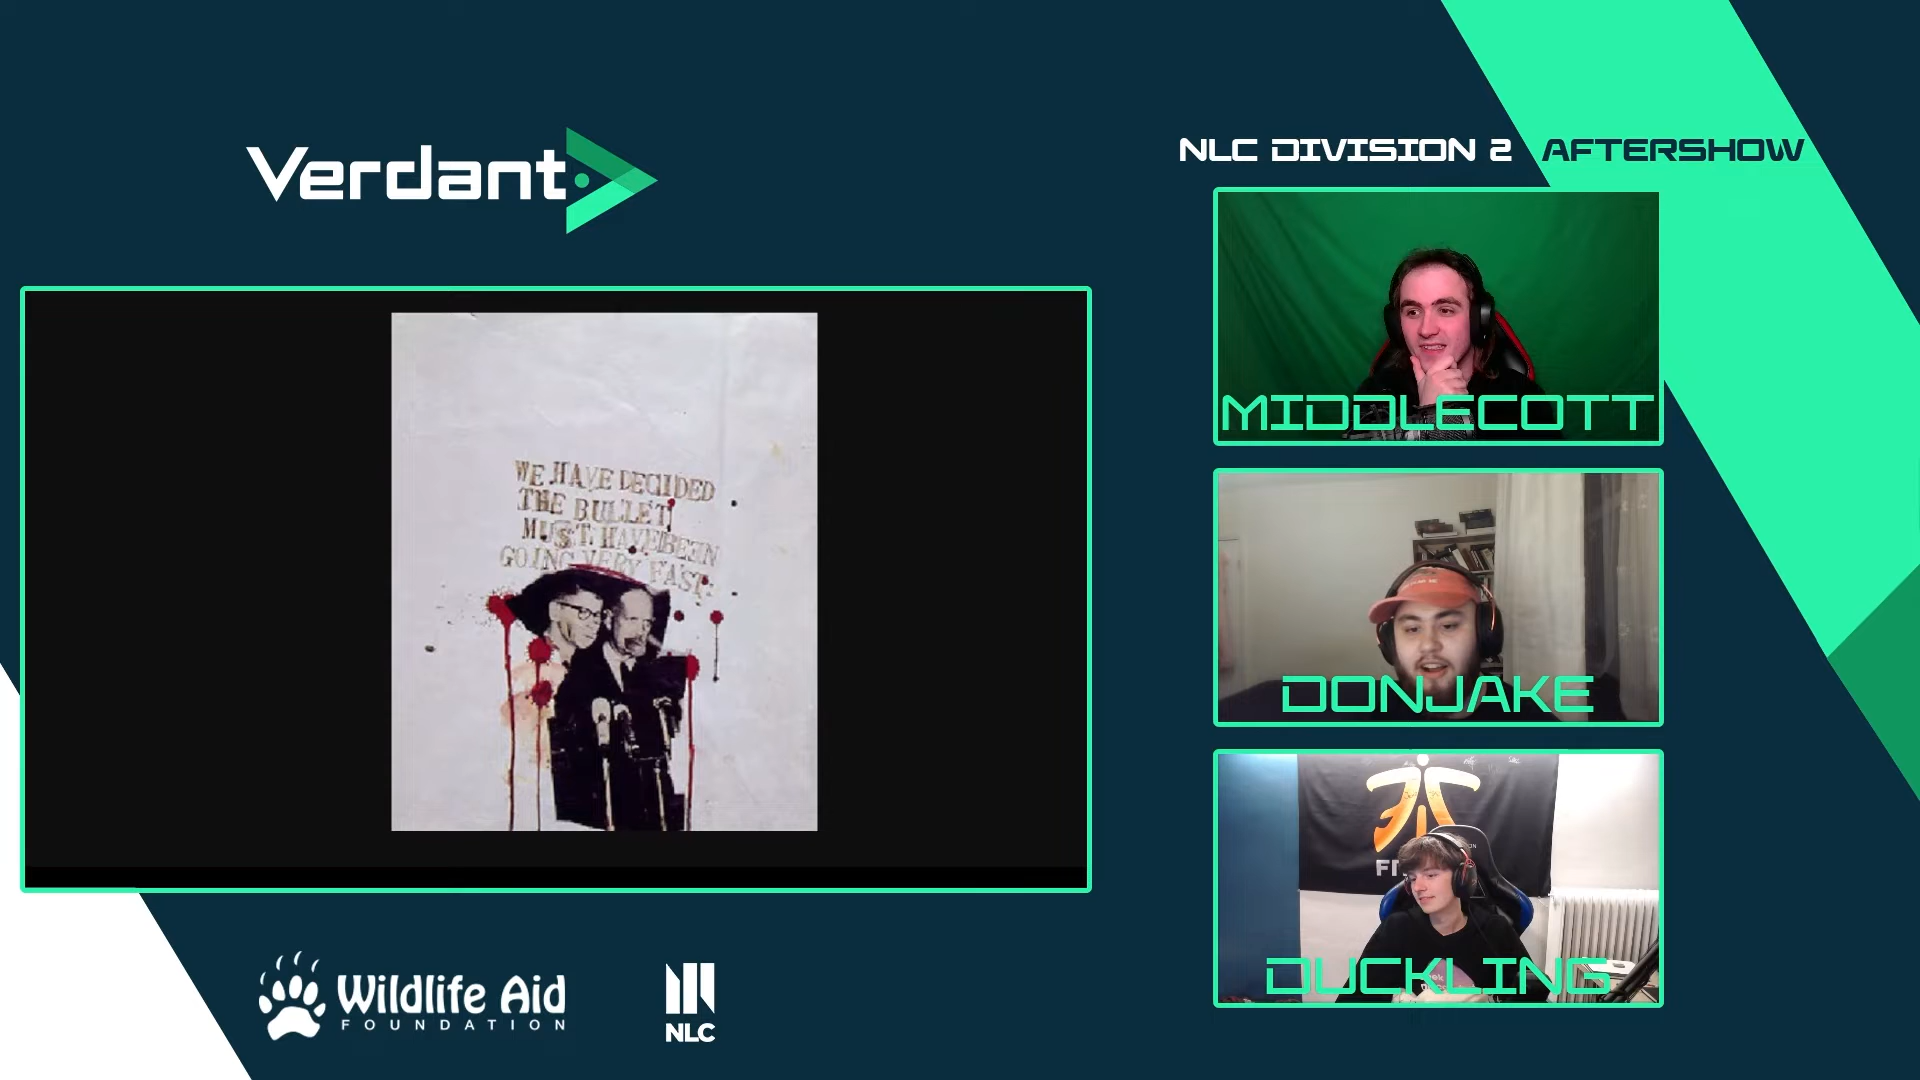 Verdant
NLC DIVISION 2 AFTERSHOW
WE HAVE DECIIDED
THE BULLET
MUST HAVE BEEN
GOING VERY FAST.
MIDDLECOTT
DONJAKE
DUCKLING
Wildlife Aid
FOUNDATION
NLC